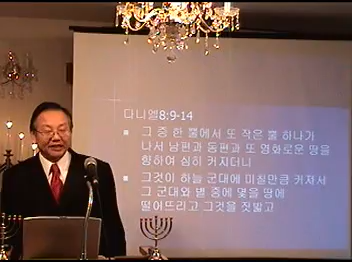 다니엘8:9-14
그 중 한 뿔에서 또 작은 뿔 하나가
나서 남편과 동편과 또 영화로운 땅을
향하여 심히 커지더니
그것이 하늘 군대에 미칠만큼 커져서
그 군대와 별 중에 몇을 땅에
떨어뜨리고 그것을 짓밟고